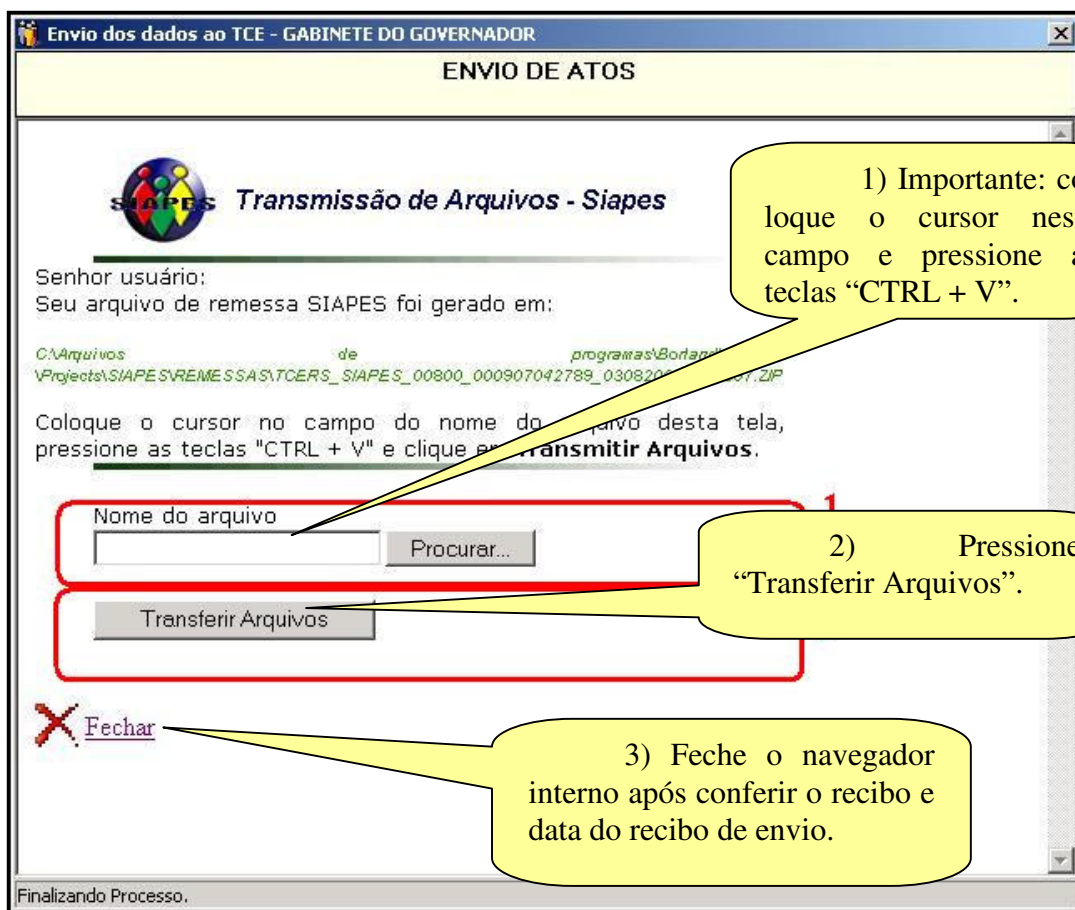 Envio dos dados ao TCE - GABINETE DO GOVERNADOR
ENVIO DE ATOS
SIAPES
Transmissão de Arquivos - Siapes
Senhor usuário:
Seu arquivo de remessa SIAPES foi gerado em:
C:\Arquivos de programas\Borland
\Projects\SIAPES\REMESSAS\TCERS_SIAPES_00800_000907042789_030820
.ZIP
Coloque o cursor no campo do nome do arquivo desta tela,
pressione as teclas "CTRL + V" e clique em Transmitir Arquivos.
1) Importante: co
loque o cursor nes
campo e pressione a
teclas “CTRL + V”.
1
Nome do arquivo
Procurar...
2) Pressione
“Transferir Arquivos”.
Transferir Arquivos
Fechar
3) Feche o navegador
interno após conferir o recibo e
data do recibo de envio.
Finalizando Processo.